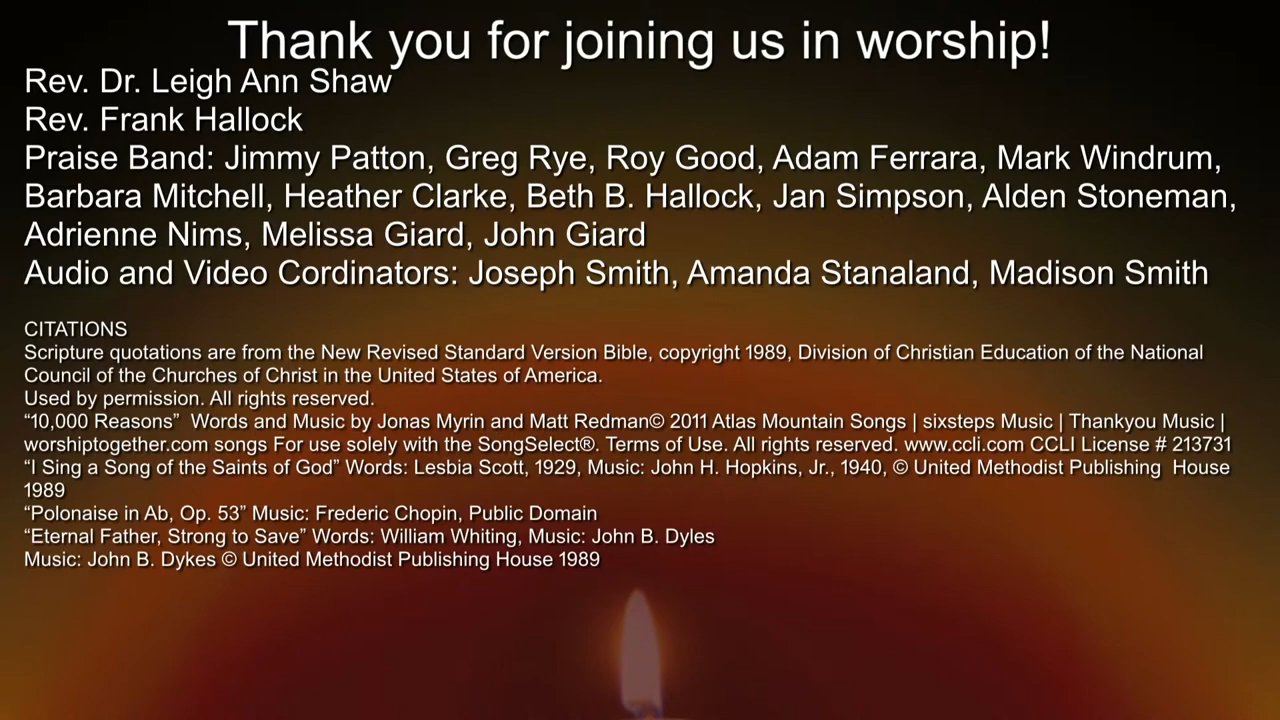 Thank you for joining us in worship!
Rev. Dr. Leigh Ann Shaw
Rev. Frank Hallock
Praise Band: Jimmy Patton, Greg Rye, Roy Good, Adam Ferrara, Mark Windrum,
Barbara Mitchell, Heather Clarke, Beth B. Hallock, Jan Simpson, Alden Stoneman,
Adrienne Nims, Melissa Giard, John Giard
Audio and Video Cordinators: Joseph Smith, Amanda Stanaland, Madison Smith
CITATIONS
Scripture quotations are from the New Revised Standard Version Bible, copyright 1989, Division of Christian Education of the National
Council of the Churches of Christ in the United States of America.
Used by permission. All rights reserved.
“10,000 Reasons”  Words and Music by Jonas Myrin and Matt Redman© 2011 Atlas Mountain Songs | sixsteps Music | Thankyou Music |
worshiptogether.com songs For use solely with the SongSelect®. Terms of Use. All rights reserved. www.ccli.com CCLI License # 213731
“I Sing a Song of the Saints of God” Words: Lesbia Scott, 1929, Music: John H. Hopkins, Jr., 1940, © United Methodist Publishing  House
1989
“Polonaise in Ab, Op. 53” Music: Frederic Chopin, Public Domain
“Eternal Father, Strong to Save” Words: William Whiting, Music: John B. Dyles
Music: John B. Dykes © United Methodist Publishing House 1989